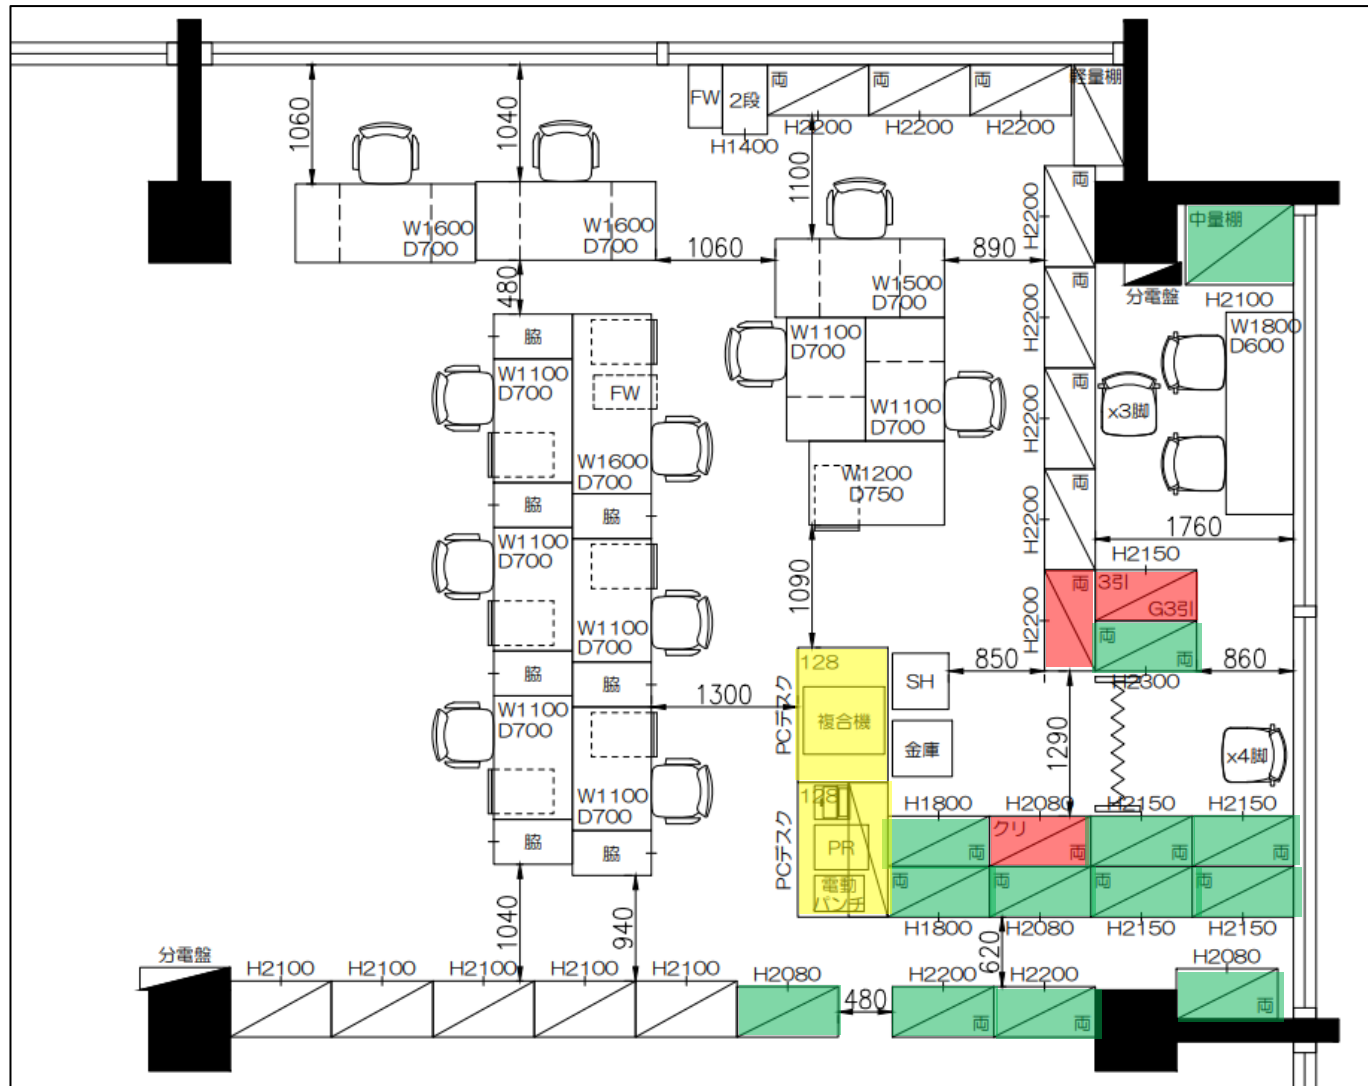 1060
1040
FW
2段
両
両
両
軽量棚
H1400
H2200
H2200
H2200
1100
両
H2200
中量棚
分電盤
H2100
W1600
D700
W1600
D700
1060
890
480
W1500
D700
両
H2200
W1800
D600
脇
W1100
D700
FW
W1600
D700
W1100
D700
W1100
D700
両
H2200
x3脚
W1200
D750
両
H2200
脇
脇
W1100
D700
W1100
D700
1760
H2150
1090
両
H2200
3引
G3引
両
両
H2300
850
860
脇
脇
W1100
D700
W1100
D700
1300
PCデスク
128
複合機
SH
金庫
1290
x4脚
脇
脇
PCデスク
128
PR
電動
パンチ
H1800
H2080
H2150
H2150
両
クリ
両
両
両
両
両
両
両
H1800
H2080
H2150
H2150
1040
940
620
分電盤
H2100
H2100
H2100
H2100
H2100
H2080
480
H2200
H2200
両
両
H2080
両